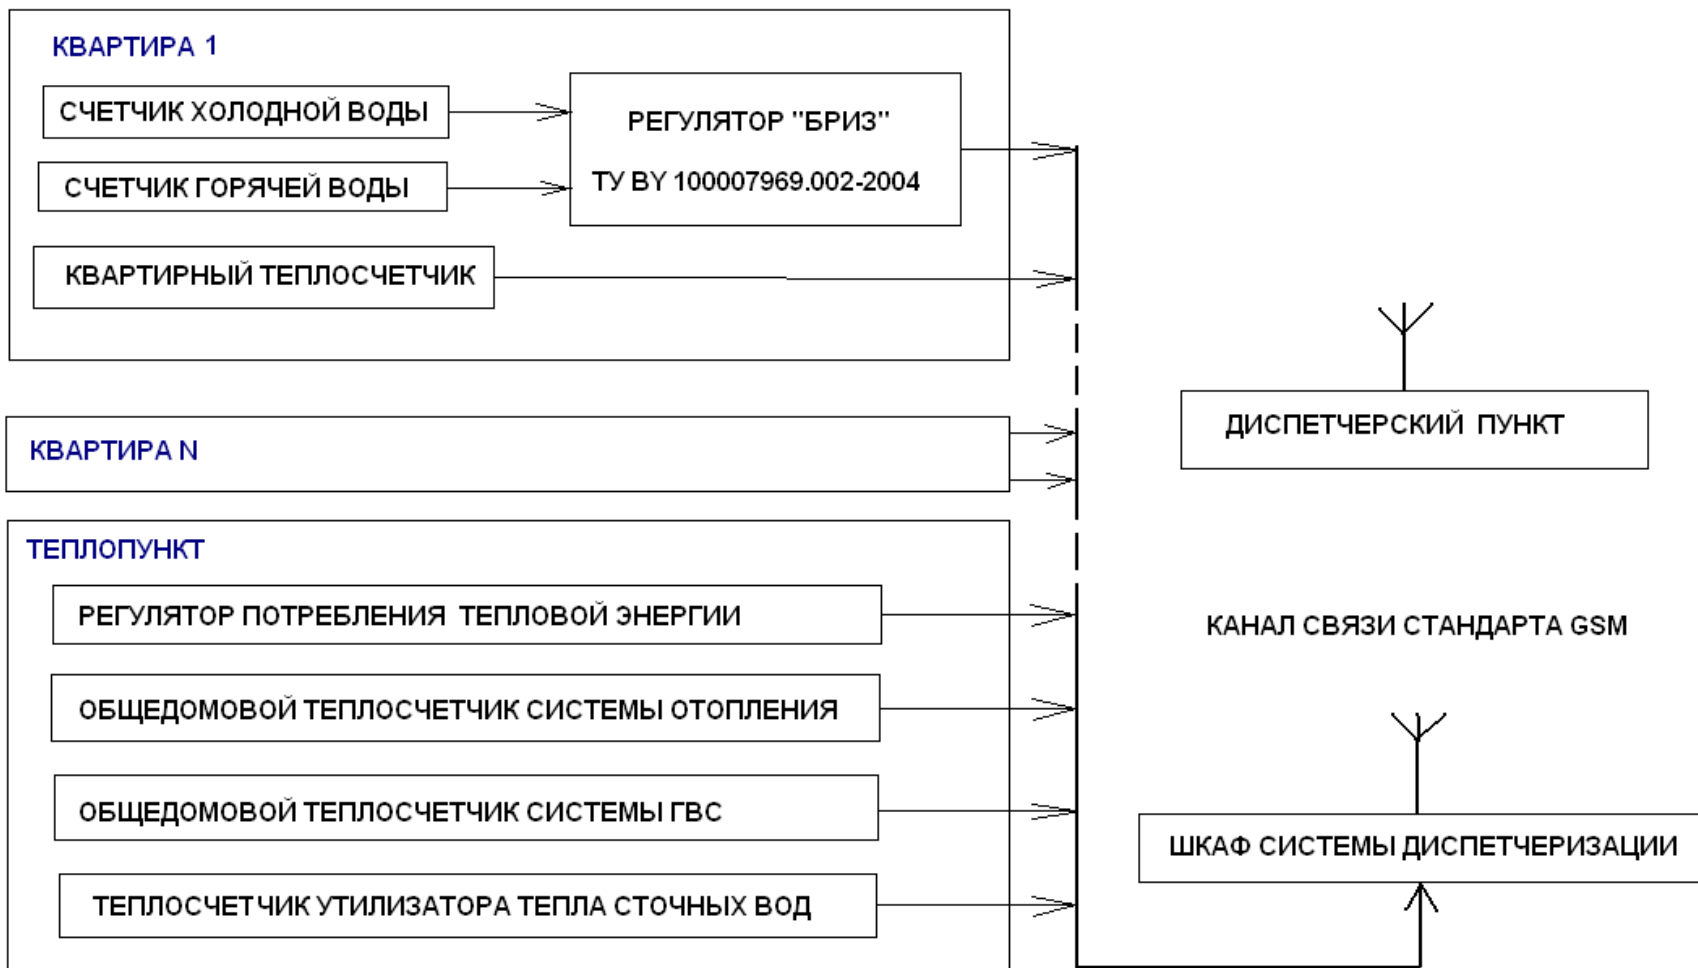 КВАРТИРА 1
СЧЕТЧИК ХОЛОДНОЙ ВОДЫ
РЕГУЛЯТОР "БРИЗ"
СЧЕТЧИК ГОРЯЧЕЙ ВОДЫ
ТУ BY 100007969.002-2004
КВАРТИРНЫЙ ТЕПЛОСЧЕТЧИК
ДИСПЕТЧЕРСКИЙ ПУНКТ
КВАРТИРА N
ТЕПЛОПУНКТ
РЕГУЛЯТОР ПОТРЕБЛЕНИЯ ТЕПЛОВОЙ ЭНЕРГИИ
КАНАЛ СВЯЗИ СТАНДАРТА GSM
ОБЩЕДОМОВОЙ ТЕПЛОСЧЕТЧИК СИСТЕМЫ ОТОПЛЕНИЯ
ОБЩЕДОМОВОЙ ТЕПЛОСЧЕТЧИК СИСТЕМЫ ГВС
ШКАФ СИСТЕМЫ ДИСПЕТЧЕРИЗАЦИИ
ТЕПЛОСЧЕТЧИК УТИЛИЗАТОРА ТЕПЛА СТОЧНЫХ ВОД